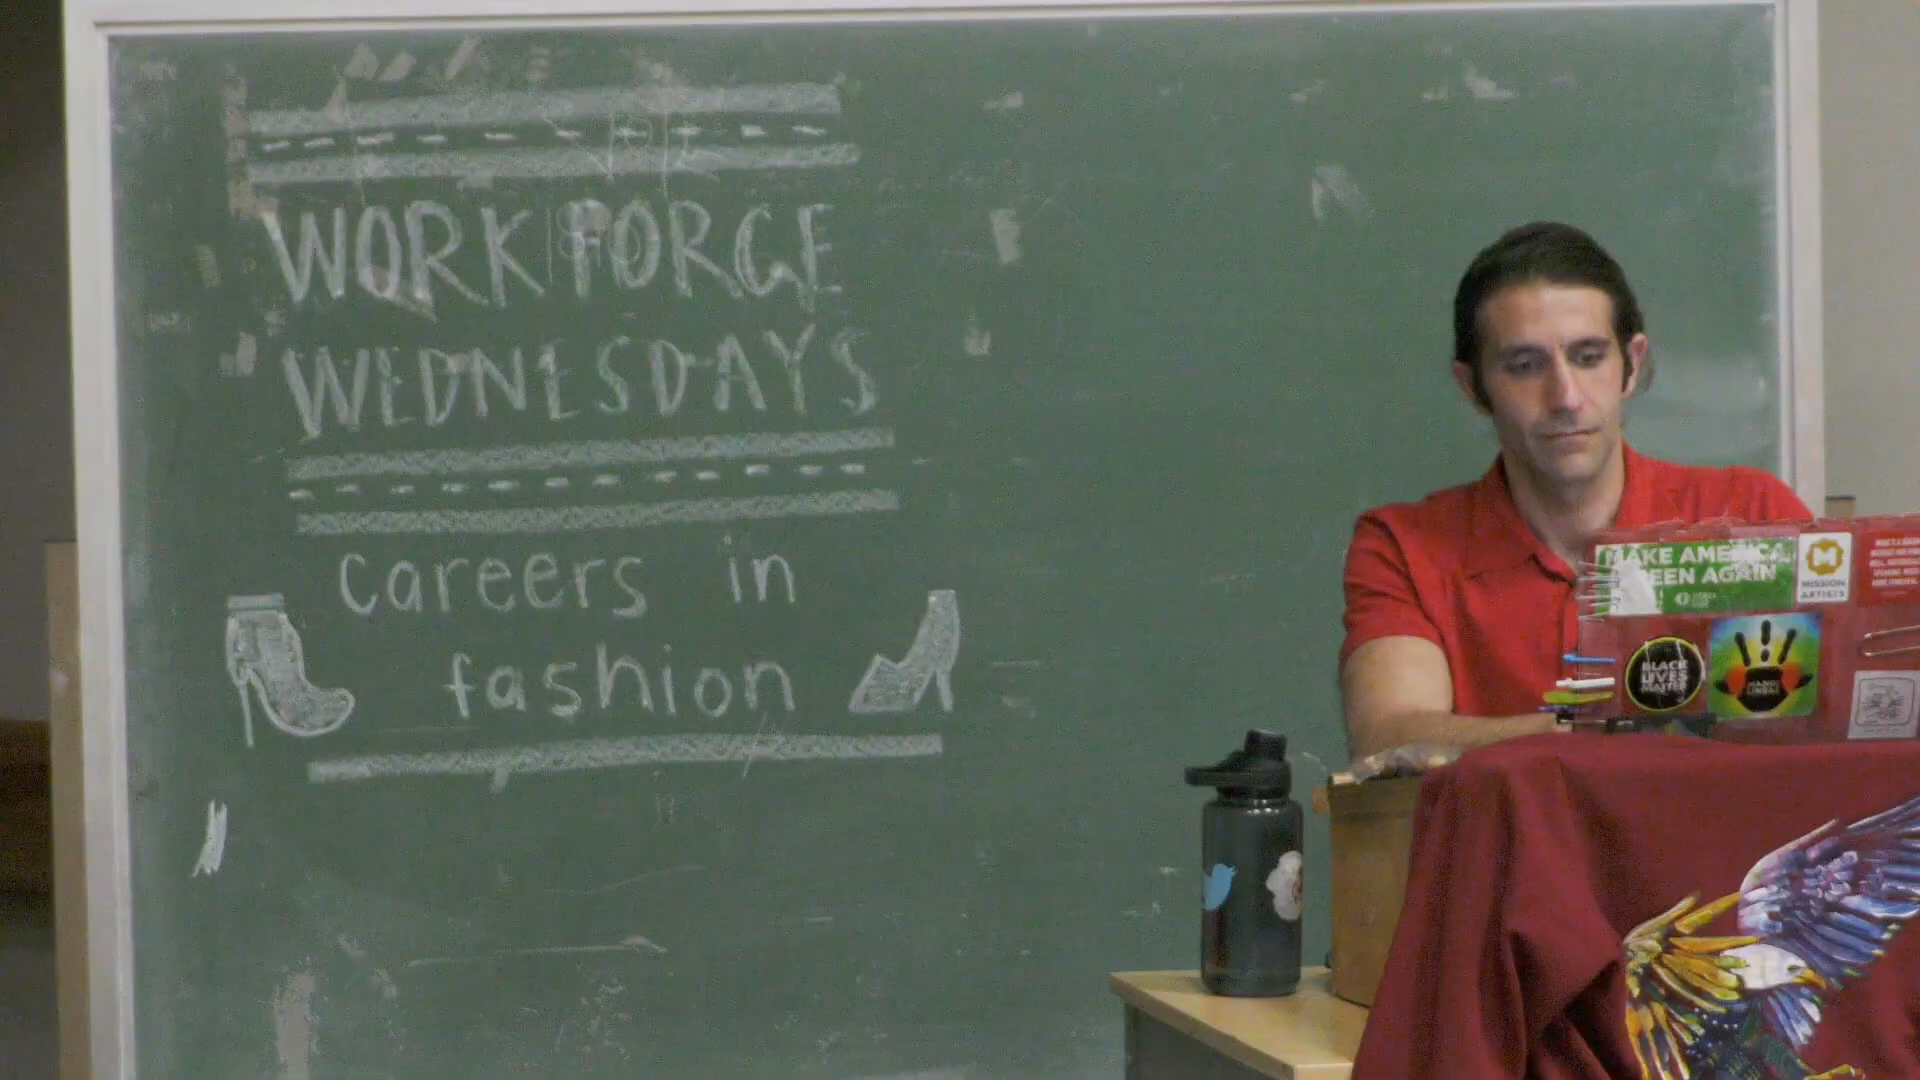 WORKFORCE
WEDNESDAYS
careers in
fashion
MAKE AMERICA
GREEN AGAIN
MISSION
ARTISTS
BLACK
LIVES
MATTER